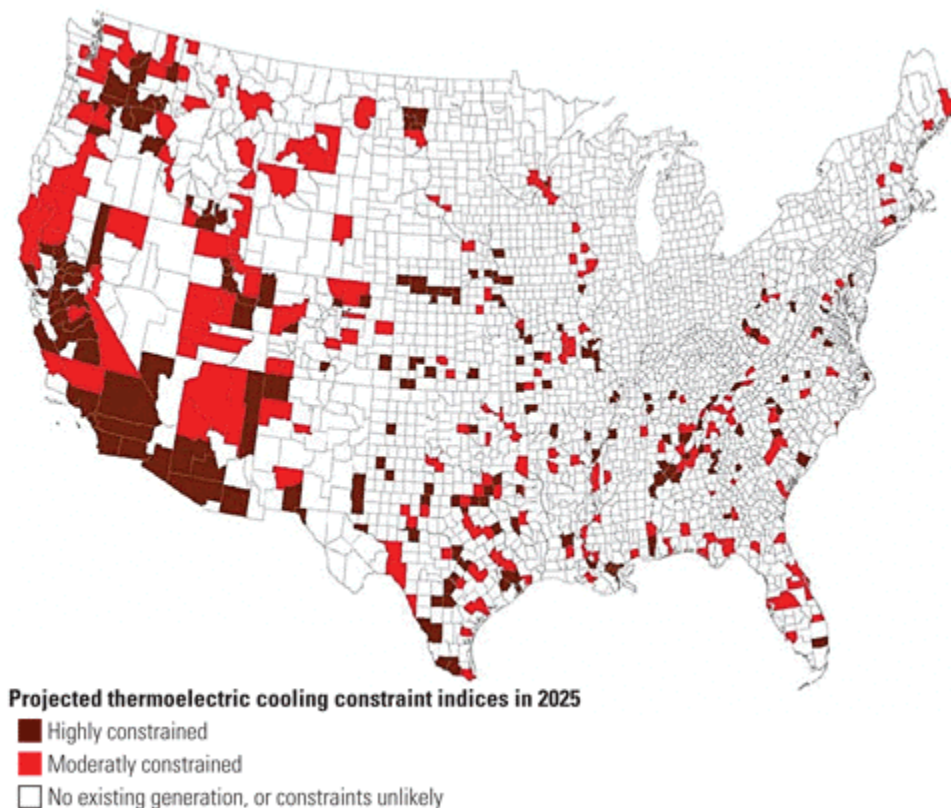 Projected thermoelectric cooling constraint indices in 2025
Highly constrained
Moderatly constrained
No existing generation, or constraints unlikely